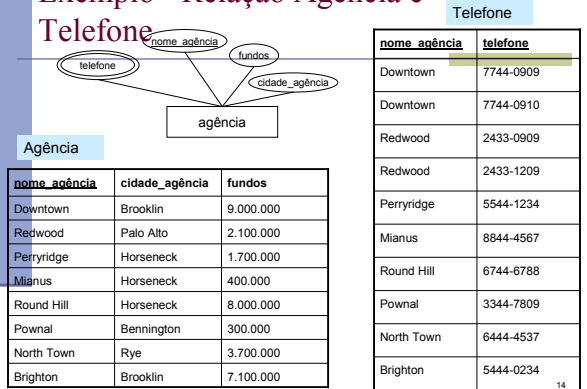 Exemplo - Relação Agência e
Telefone
nome_agência
fundos
telefone
cidade_agência
agência
Agência
nome_agência cidade_agência fundos
Downtown Brooklin 9.000.000
Redwood Palo Alto 2.100.000
Perryridge Horseneck 1.700.000
Mianus Horseneck 400.000
Round Hill Horseneck 8.000.000
Pownal Bennington 300.000
North Town Rye 3.700.000
Brighton Brooklin 7.100.000
Telefone
nome_agência telefone
Downtown 7744-0909
Downtown 7744-0910
Redwood 2433-0909
Redwood 2433-1209
Perryridge 5544-1234
Mianus 8844-4567
Round Hill 6744-6788
Pownal 3344-7809
North Town 6444-4537
Brighton 5444-0234
14